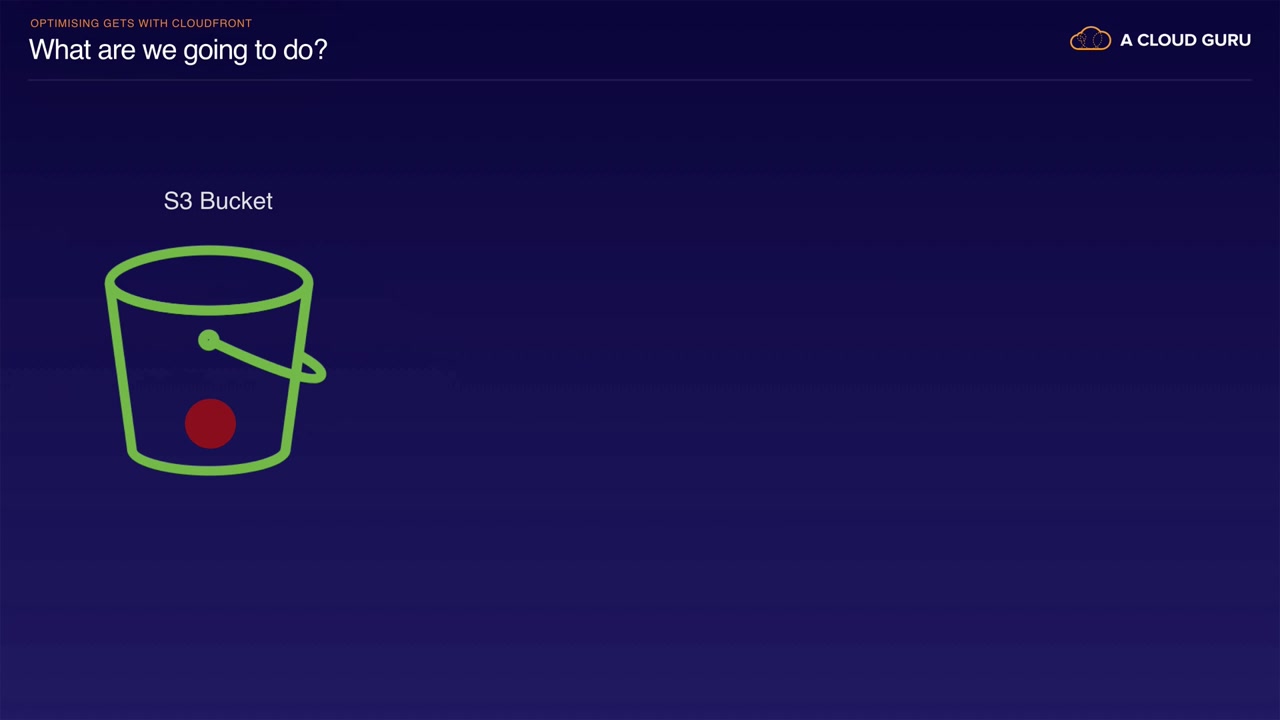 OPTIMISING GETS WITH CLOUDFRONT
What are we going to do?
A CLOUD GURU
S3 Bucket